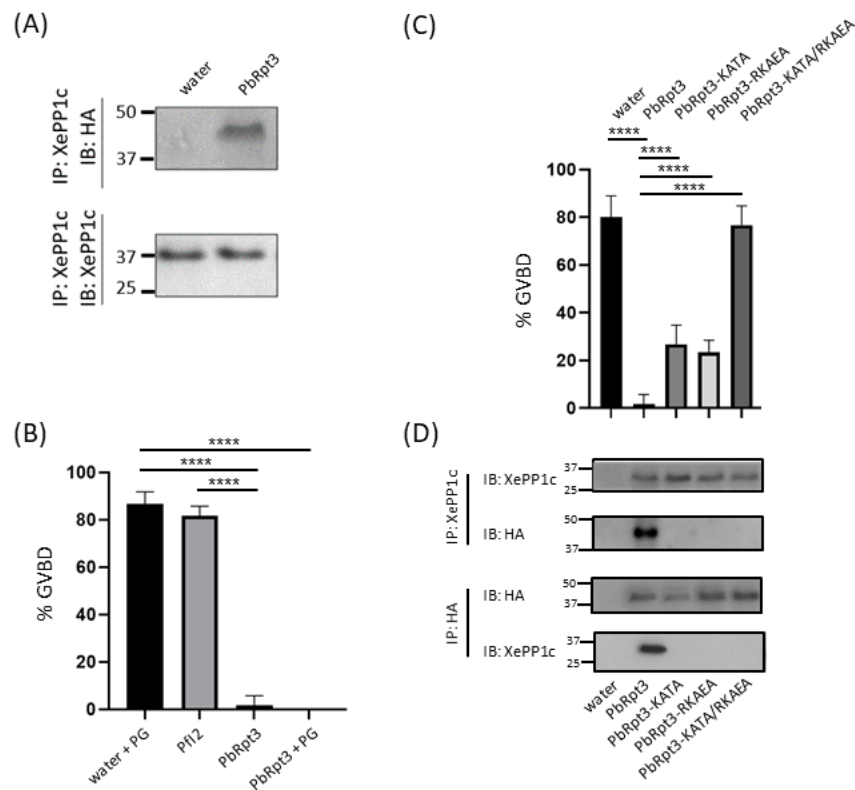 (A)
water
PbRpt3
IP: XePP1c
IB: HA
50
37
IP: XePP1c
IB: XePP1c
37
25
(B)
% GVBD
100
80
60
40
20
0
****
****
****
water + PG
PfI2
PbRpt3
PbRpt3 + PG
(C)
water
PbRpt3
PbRpt3-KATA
PbRpt3-RKAEA
PbRpt3-KATA/RKAEA
****
****
****
****
% GVBD
100
80
60
40
20
0
(D)
IP: XePP1c
IB: XePP1c
37
25
IB: HA
50
37
IP: HA
IB: HA
50
37
IB: XePP1c
37
25
water
PbRpt3
PbRpt3-KATA
PbRpt3-RKAEA
PbRpt3-KATA/RKAEA